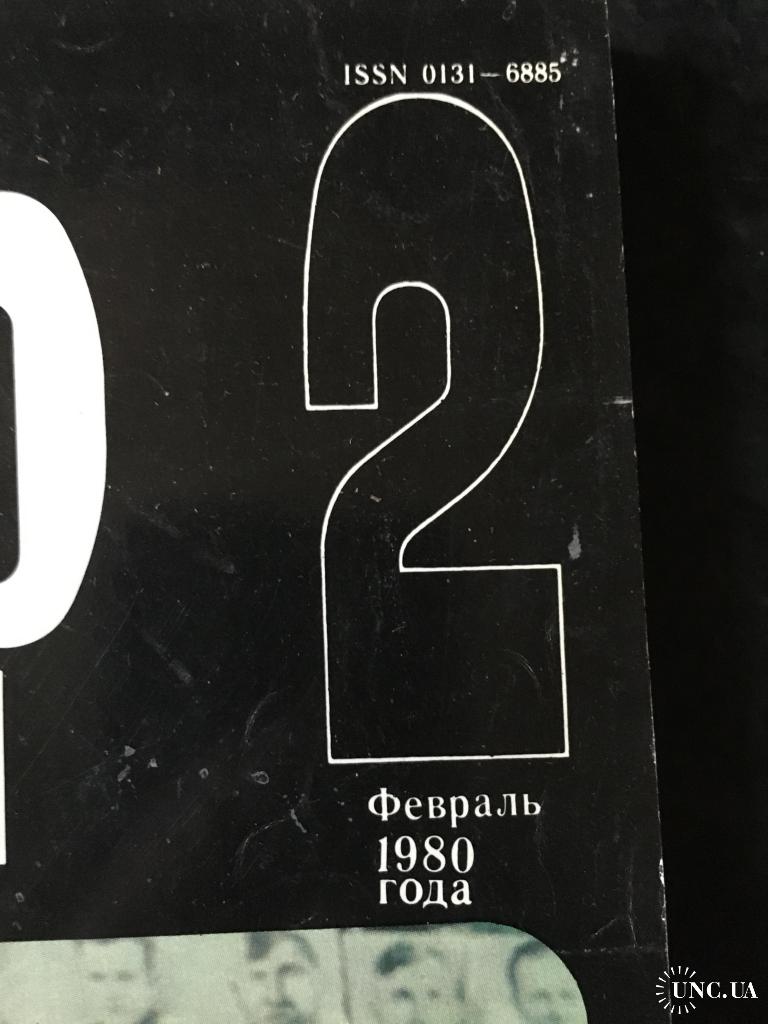 ISSN 0131—6885
2
Февраль
1980
года
UNC.UA